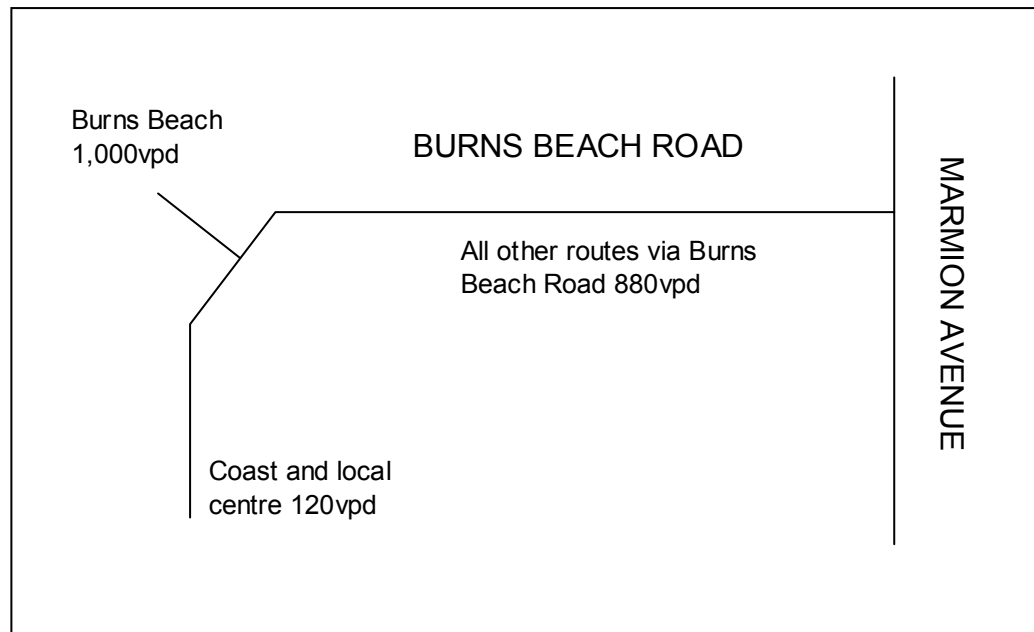 Burns Beach
1,000vpd
BURNS BEACH ROAD
MARMION AVENUE
All other routes via Burns
Beach Road 880vpd
Coast and local
centre 120vpd